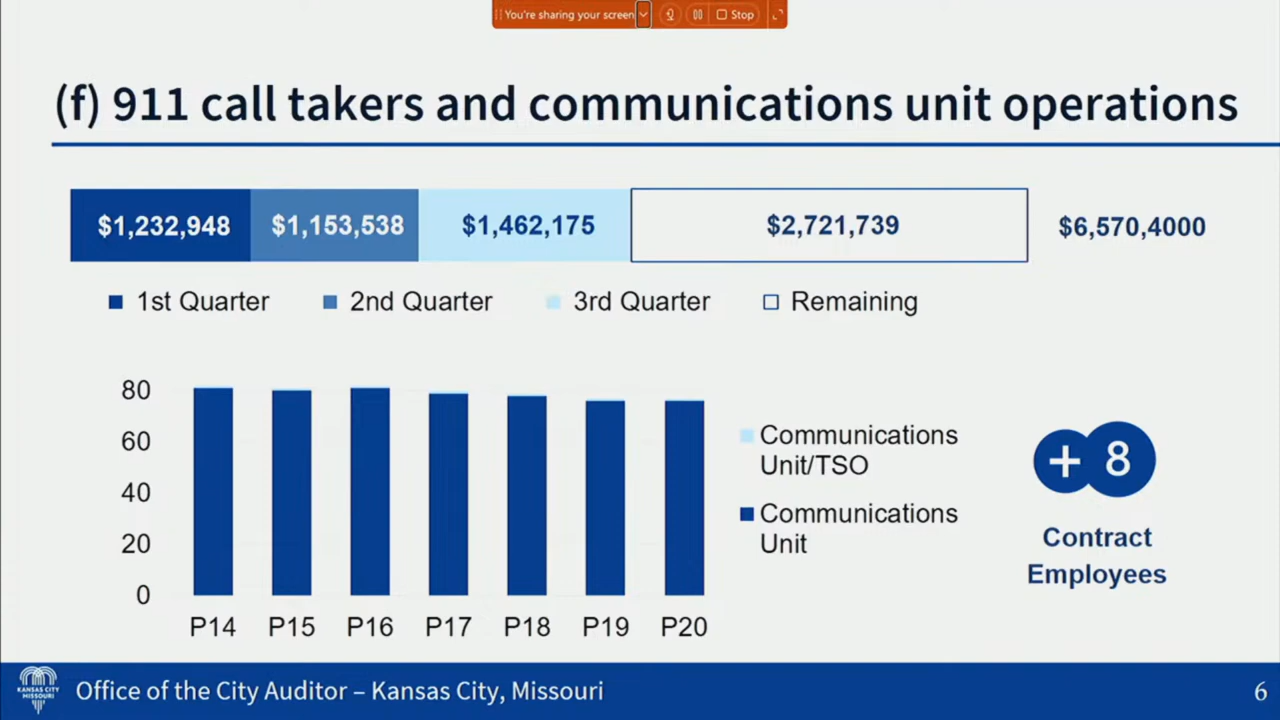 You're sharing your screen Stop
(f) 911 call takers and communications unit operations
$1,232,948 $1,153,538 $1,462,175 $2,721,739 $6,570,4000
1st Quarter 2nd Quarter 3rd Quarter Remaining
80
60
40
20
0
P14 P15 P16 P17 P18 P19 P20
Communications
Unit/TSO
Communications
Unit
+ 8
Contract
Employees
KANSAS CITY
MISSOURI
Office of the City Auditor – Kansas City, Missouri
6